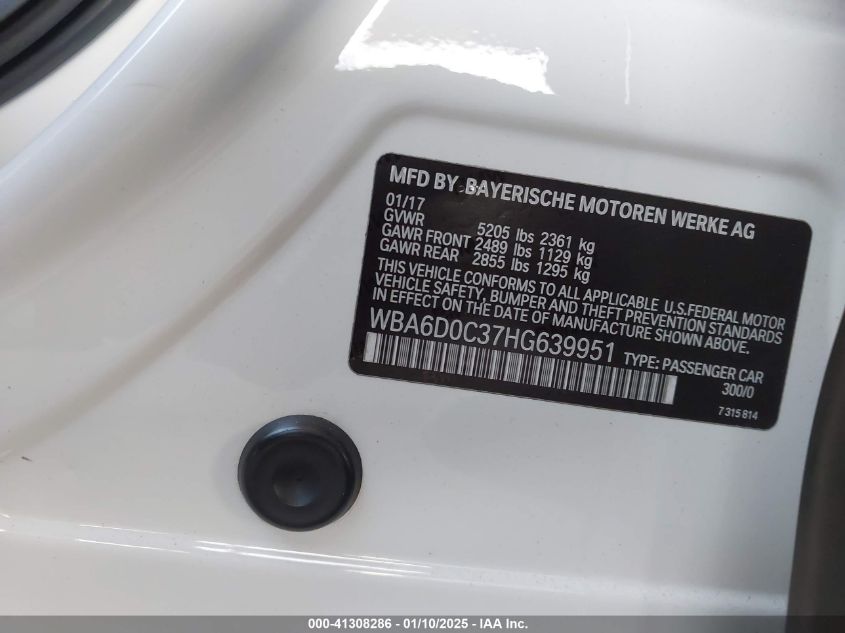 MFD BY: BAYERISCHE MOTOREN WERKE AG
01/17
GVWR 5205 lbs 2361 kg
GAWR FRONT 2489 lbs 1129 kg
GAWR REAR 2855 lbs 1295 kg
THIS VEHICLE CONFORMS TO ALL APPLICABLE U.S.FEDERAL MOTOR
VEHICLE SAFETY, BUMPER AND THEFT PREVENTION STANDARDS
IN EFFECT ON THE DATE OF MANUFACTURE SHOWN ABOVE.
WBA6D0C37HG639951 TYPE: PASSENGER CAR
300/0
7 315 814
000-41308286 - 01/10/2025 - IAA Inc.